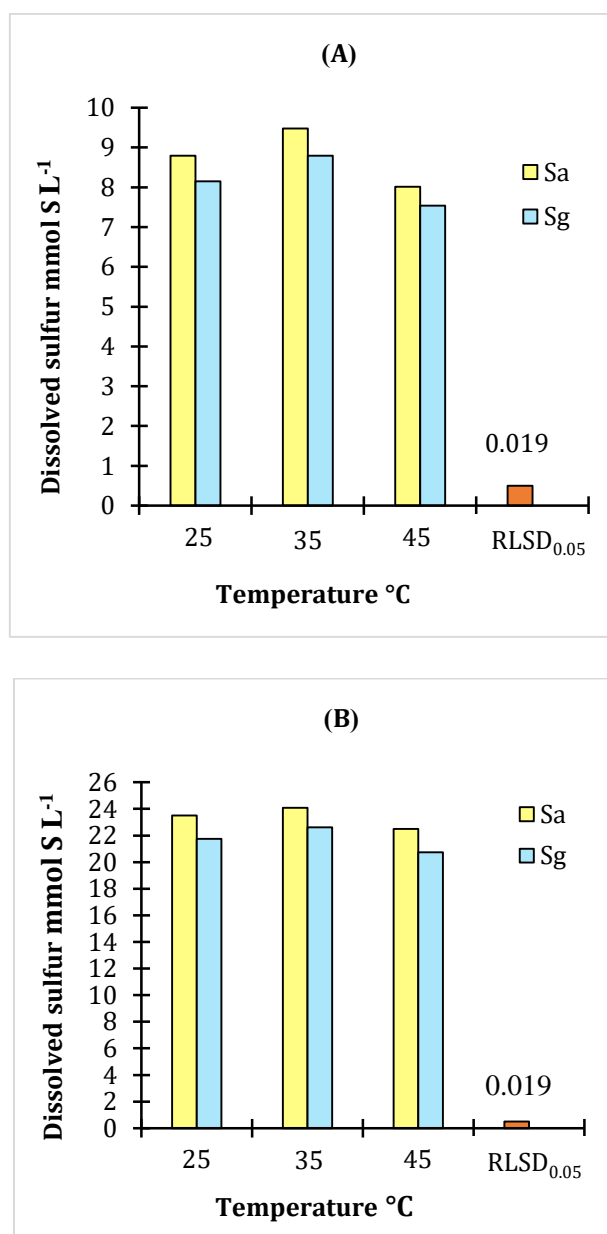 (A)
Dissolved sulfur mmol S L⁻¹
10
9
8
7
6
5
4
3
2
1
0
Sa
Sg
0.019
25 35 45 RLSD₀.₀₅
Temperature °C
(B)
Dissolved sulfur mmol S L⁻¹
26
24
22
20
18
16
14
12
10
8
6
4
2
0
Sa
Sg
0.019
25 35 45 RLSD₀.₀₅
Temperature °C